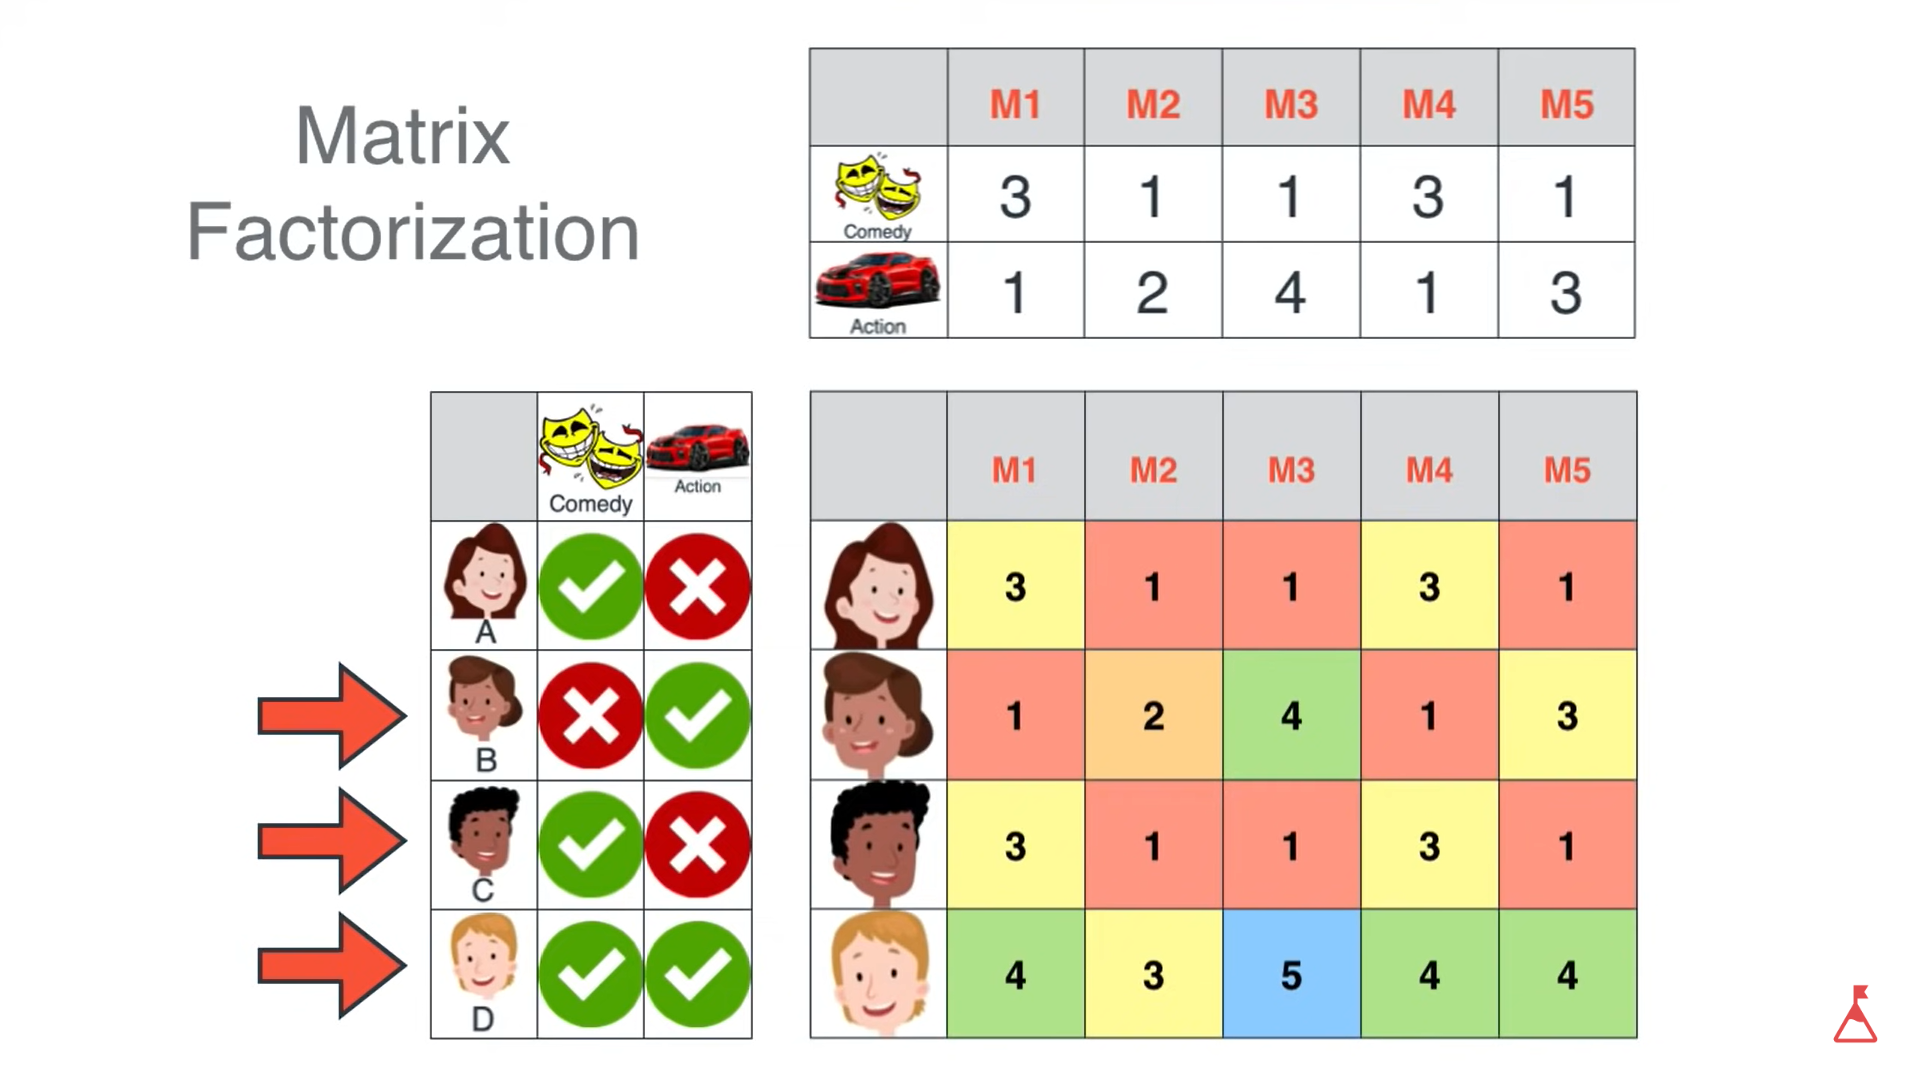 Matrix
Factorization
M1 M2 M3 M4 M5
Comedy 3 1 1 3 1
Action 1 2 4 1 3
Comedy Action
M1 M2 M3 M4 M5
A 3 1 1 3 1
B 1 2 4 1 3
C 3 1 1 3 1
D 4 3 5 4 4